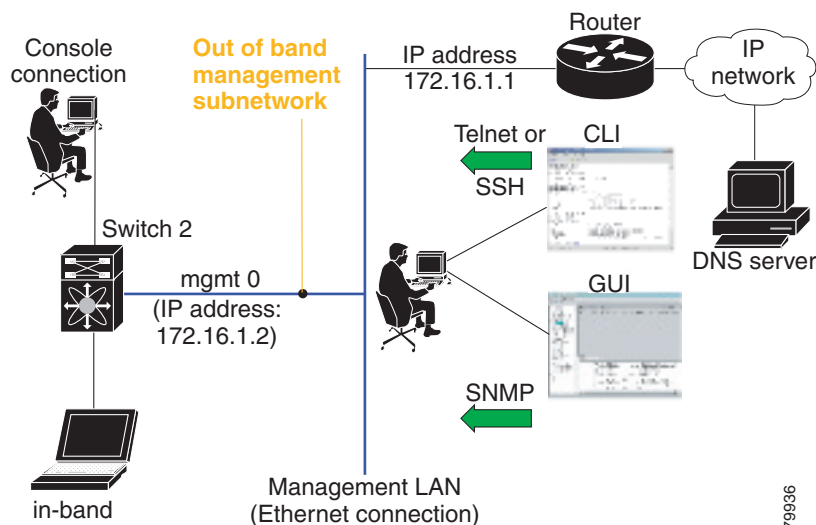 Console
connection
Out of band
management
subnetwork
Router
IP address
172.16.1.1
IP
network
Telnet or
SSH
CLI
Switch 2
DNS server
mgmt 0
(IP address:
172.16.1.2)
GUI
SNMP
in-band
Management LAN
(Ethernet connection)
79936